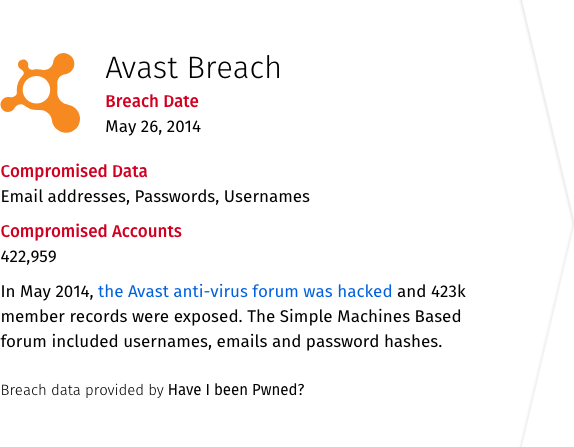 Avast Breach
Breach Date
May 26, 2014
Compromised Data
Email addresses, Passwords, Usernames
Compromised Accounts
422,959
In May 2014, the Avast anti-virus forum was hacked and 423k
member records were exposed. The Simple Machines Based
forum included usernames, emails and password hashes.
Breach data provided by Have I been Pwned?